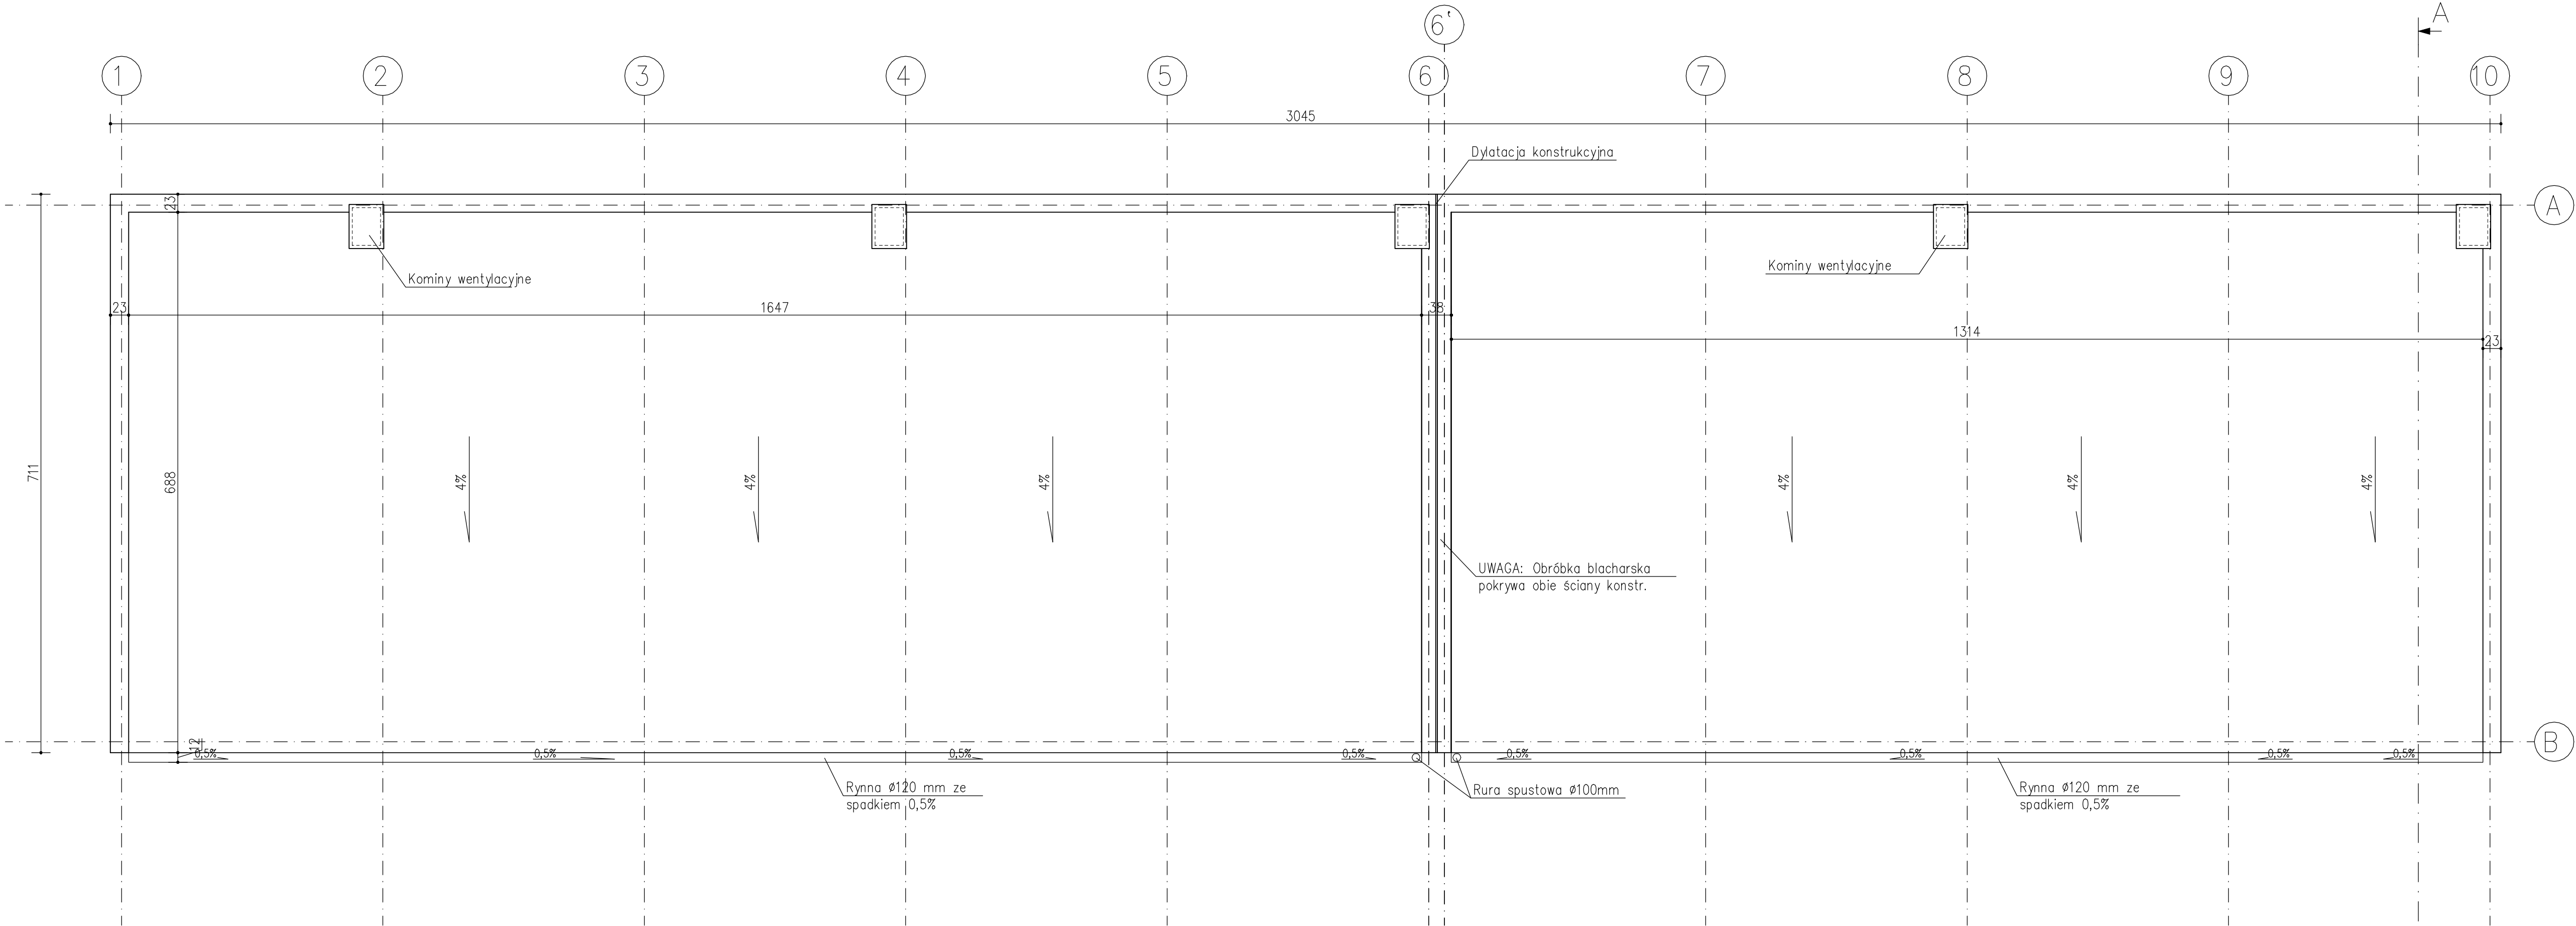 6'
A
1
2
3
4
5
6
7
8
9
10
3045
Dylatacja konstrukcyjna
23
A
Kominy wentylacyjne
Kominy wentylacyjne
23
1647
38
1314
23
711
688
4%
4%
4%
4%
4%
4%
UWAGA: Obróbka blacharska
pokrywa obie ściany konstr.
12
B
0,5%
0,5%
0,5%
0,5%
0,5%
0,5%
0,5%
0,5%
Rynna Ø120 mm ze
spadkiem 0,5%
Rura spustowa Ø100mm
Rynna Ø120 mm ze
spadkiem 0,5%